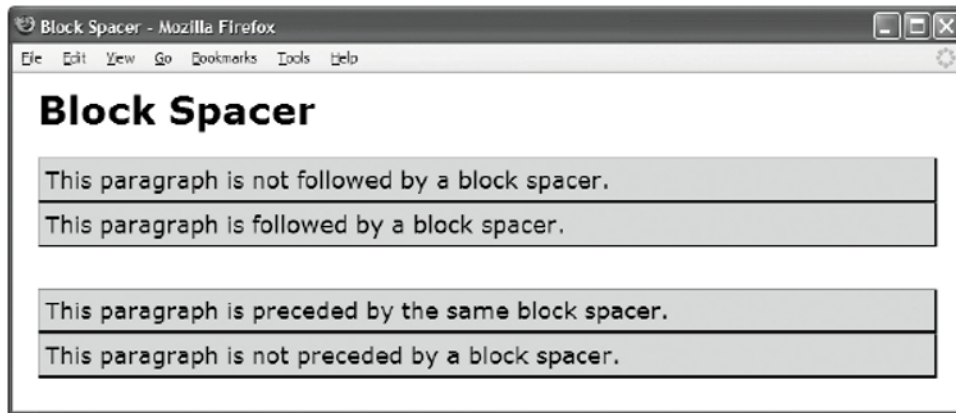 Block Spacer - Mozilla Firefox
File Edit View Go Bookmarks Tools Help
Block Spacer
This paragraph is not followed by a block spacer.
This paragraph is followed by a block spacer.
This paragraph is preceded by the same block spacer.
This paragraph is not preceded by a block spacer.